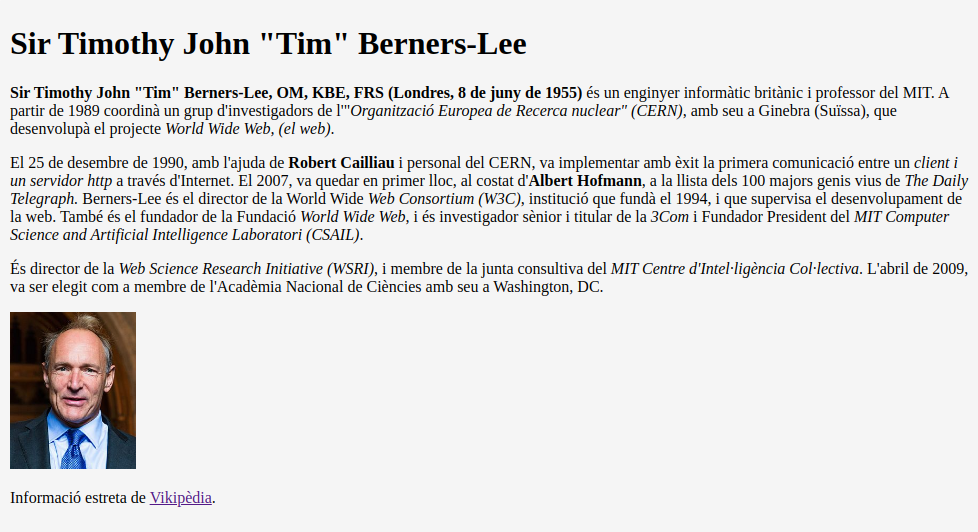 Sir Timothy John "Tim" Berners-Lee
Sir Timothy John "Tim" Berners-Lee, OM, KBE, FRS (Londres, 8 de juny de 1955) és un enginyer informàtic britànic i professor del MIT. A
partir de 1989 coordinà un grup d'investigadors de l'"Organització Europea de Recerca nuclear" (CERN), amb seu a Ginebra (Suïssa), que
desenvolupà el projecte World Wide Web, (el web).
El 25 de desembre de 1990, amb l'ajuda de Robert Cailliau i personal del CERN, va implementar amb èxit la primera comunicació entre un client i
un servidor http a través d'Internet. El 2007, va quedar en primer lloc, al costat d'Albert Hofmann, a la llista dels 100 majors genis vius de The Daily
Telegraph. Berners-Lee és el director de la World Wide Web Consortium (W3C), institució que fundà el 1994, i que supervisa el desenvolupament de
la web. També és el fundador de la Fundació World Wide Web, i és investigador sènior i titular de la 3Com i Fundador President del MIT Computer
Science and Artificial Intelligence Laboratori (CSAIL).
És director de la Web Science Research Initiative (WSRI), i membre de la junta consultiva del MIT Centre d'Intel·ligència Col·lectiva. L'abril de 2009,
va ser elegit com a membre de l'Acadèmia Nacional de Ciències amb seu a Washington, DC.
Informació estreta de Vikipèdia.